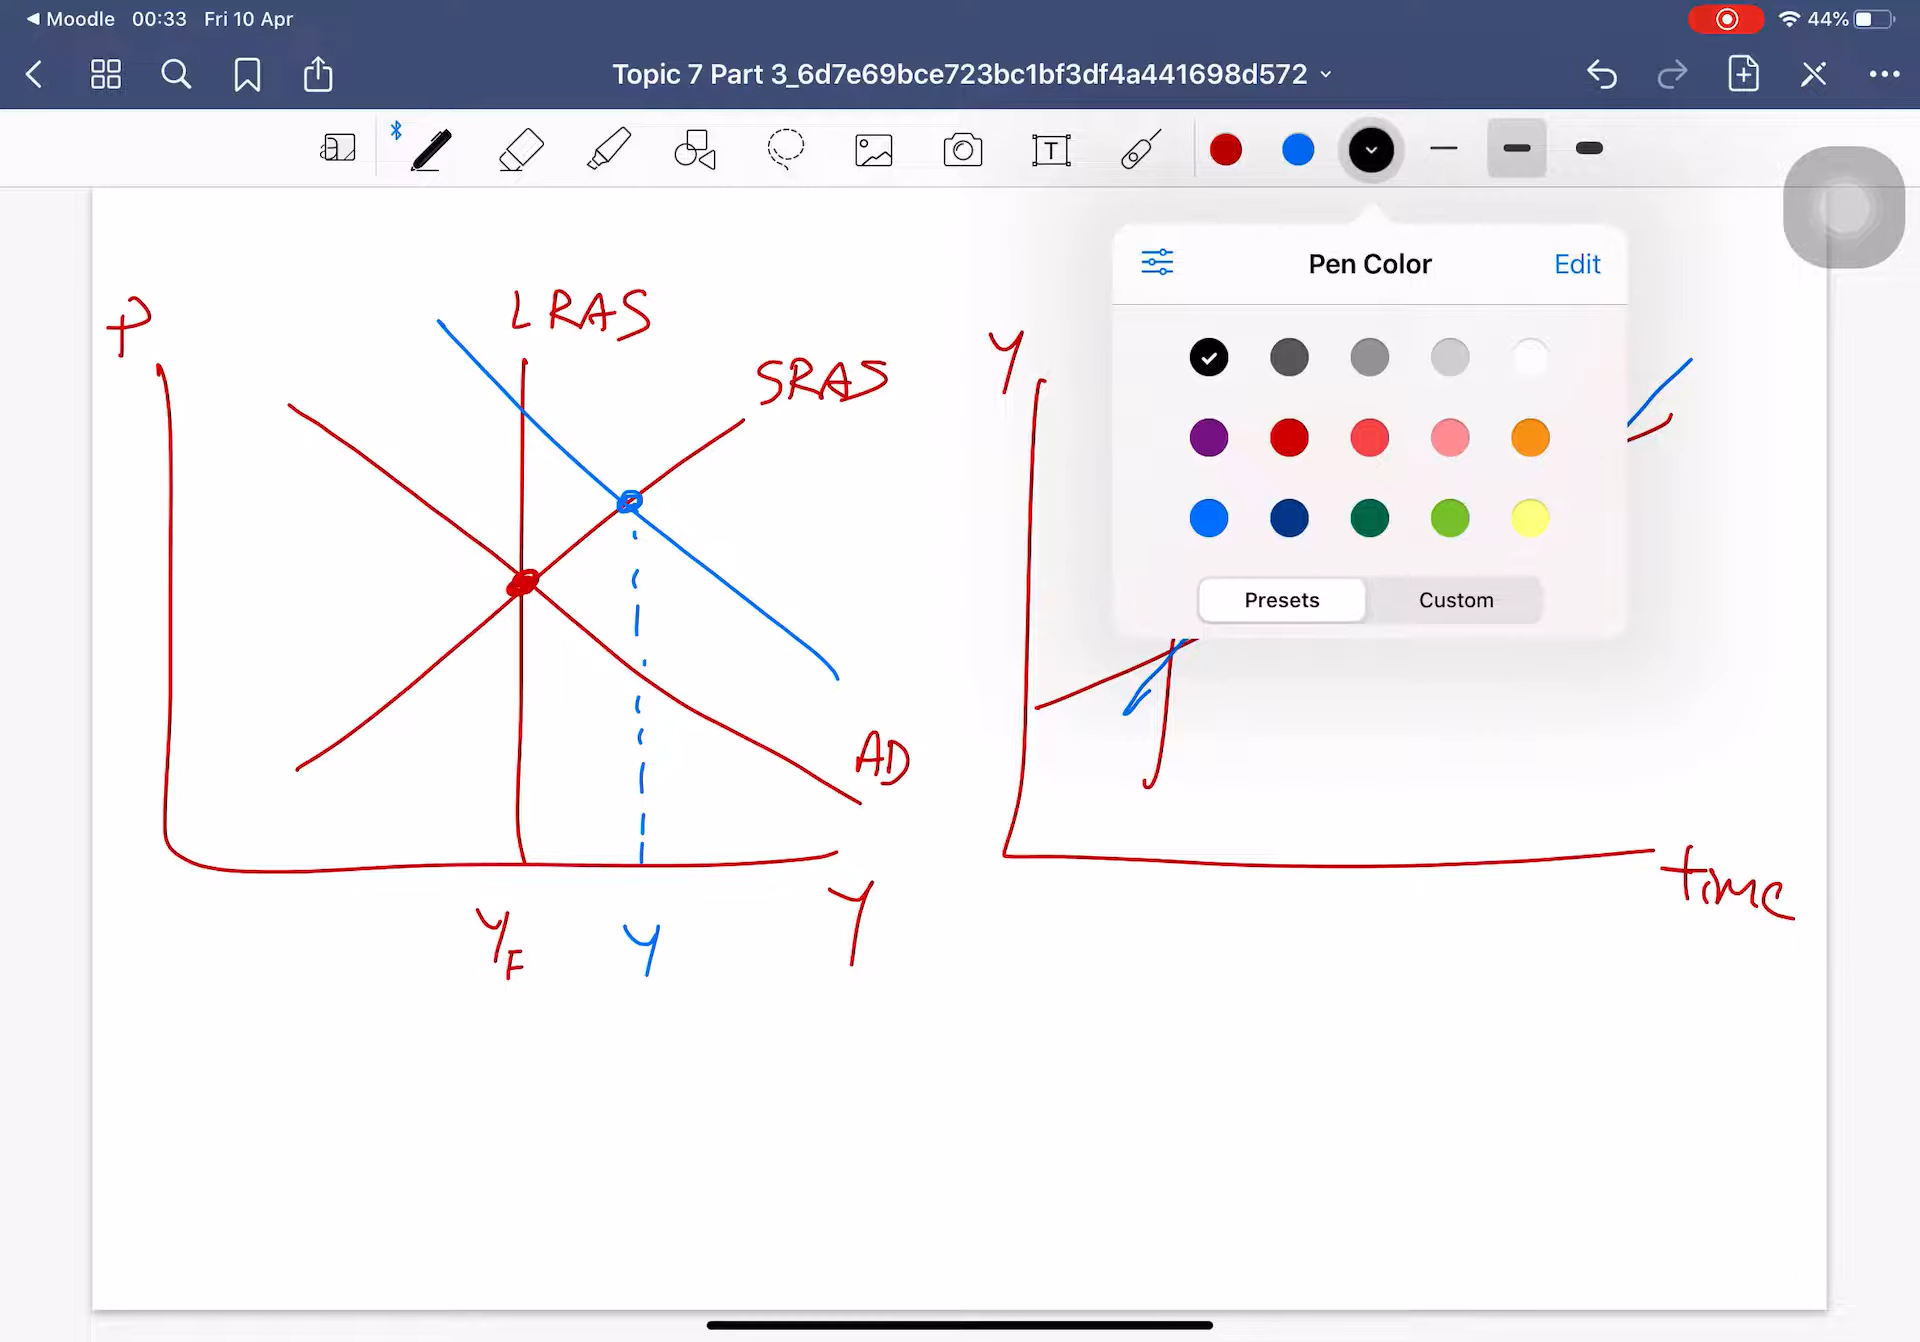 Moodle 00:33 Fri 10 Apr
44%
Topic 7 Part 3_6d7e69bce723bc1bf3df4a441698d572
T
Pen Color
Edit
Presets
Custom
P
LRAS
SRAS
AD
Y
YF
Y
Y
time